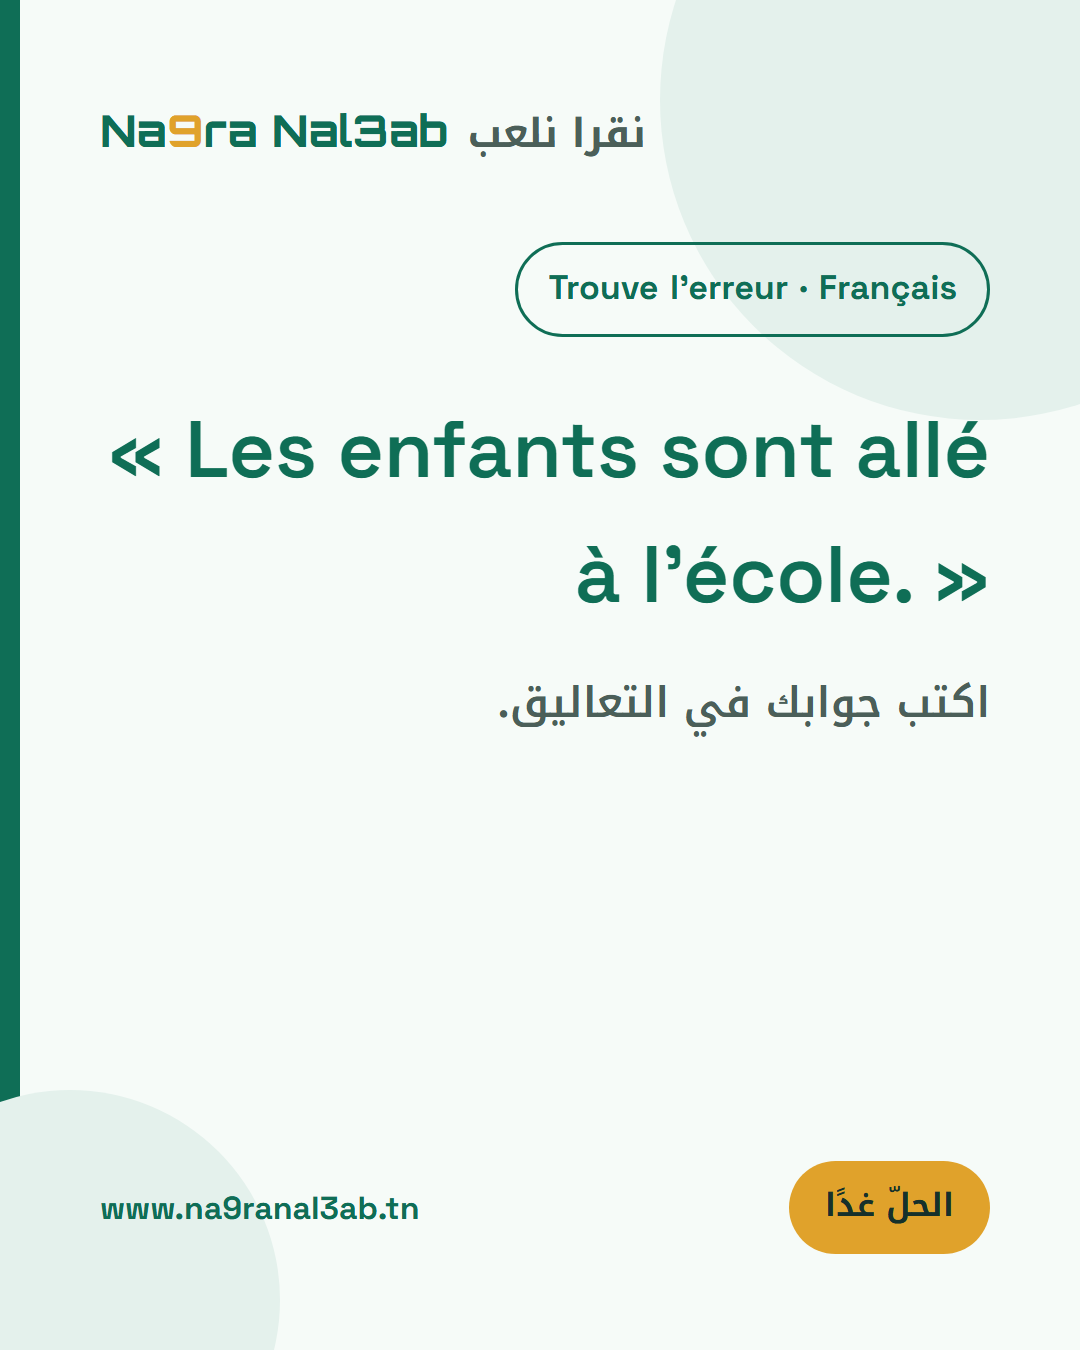 Na9ra Nal3ab نقرا نلعب
Trouve l’erreur · Français
« Les enfants sont allé
à l’école. »
اكتب جوابك في التعاليق.
www.na9ranal3ab.tn
الحلّ غدًا